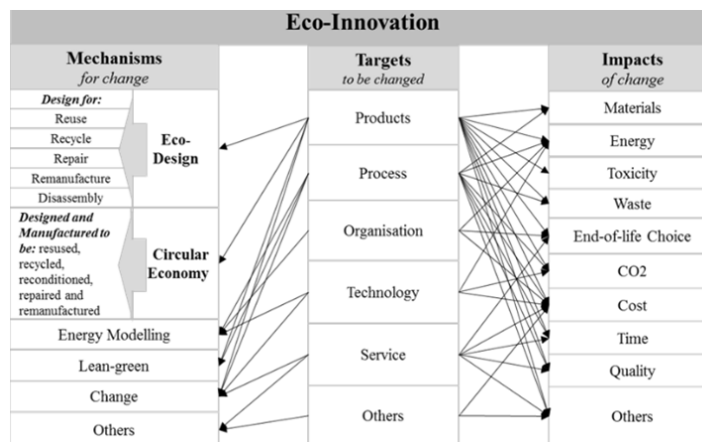 Eco-Innovation
Mechanisms
for change
Design for:
Reuse
Recycle
Repair
Remanufacture
Disassembly
Eco-
Design
Designed and
Manufactured to
be: resused,
recycled,
reconditioned,
repaired and
remanufactured
Circular
Economy
Energy Modelling
Lean-green
Change
Others
Targets
to be changed
Products
Process
Organisation
Technology
Service
Others
Impacts
of change
Materials
Energy
Toxicity
Waste
End-of-life Choice
CO2
Cost
Time
Quality
Others